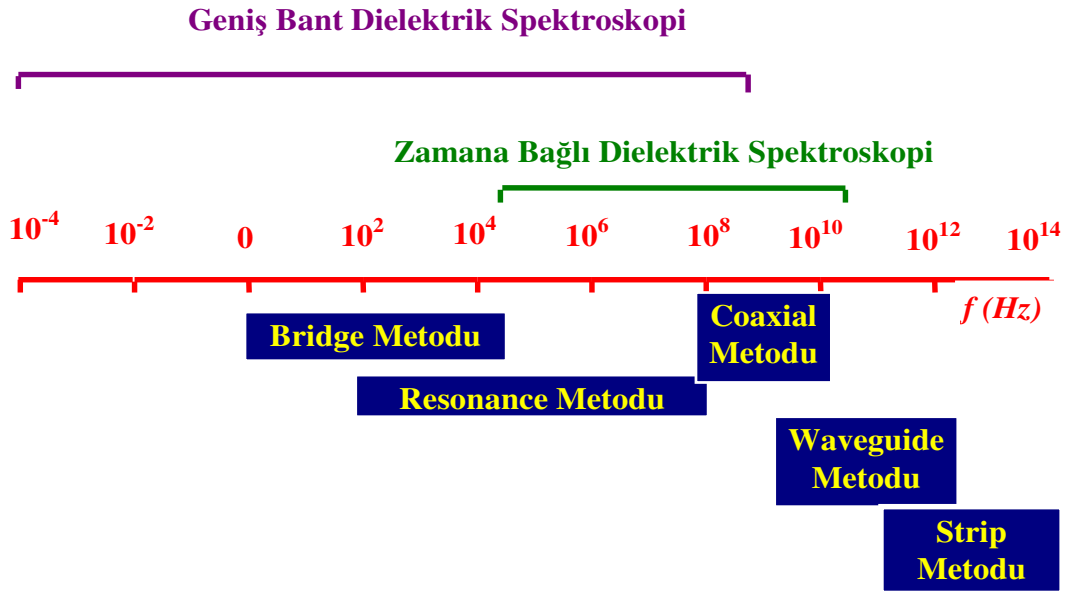 Geniş Bant Dielektrik Spektroskopi
Zamana Bağlı Dielektrik Spektroskopi
10⁻⁴ 10⁻² 0 10² 10⁴ 10⁶ 10⁸ 10¹⁰ 10¹² 10¹⁴
f (Hz)
Bridge Metodu
Coaxial
Metodu
Resonance Metodu
Waveguide
Metodu
Strip
Metodu